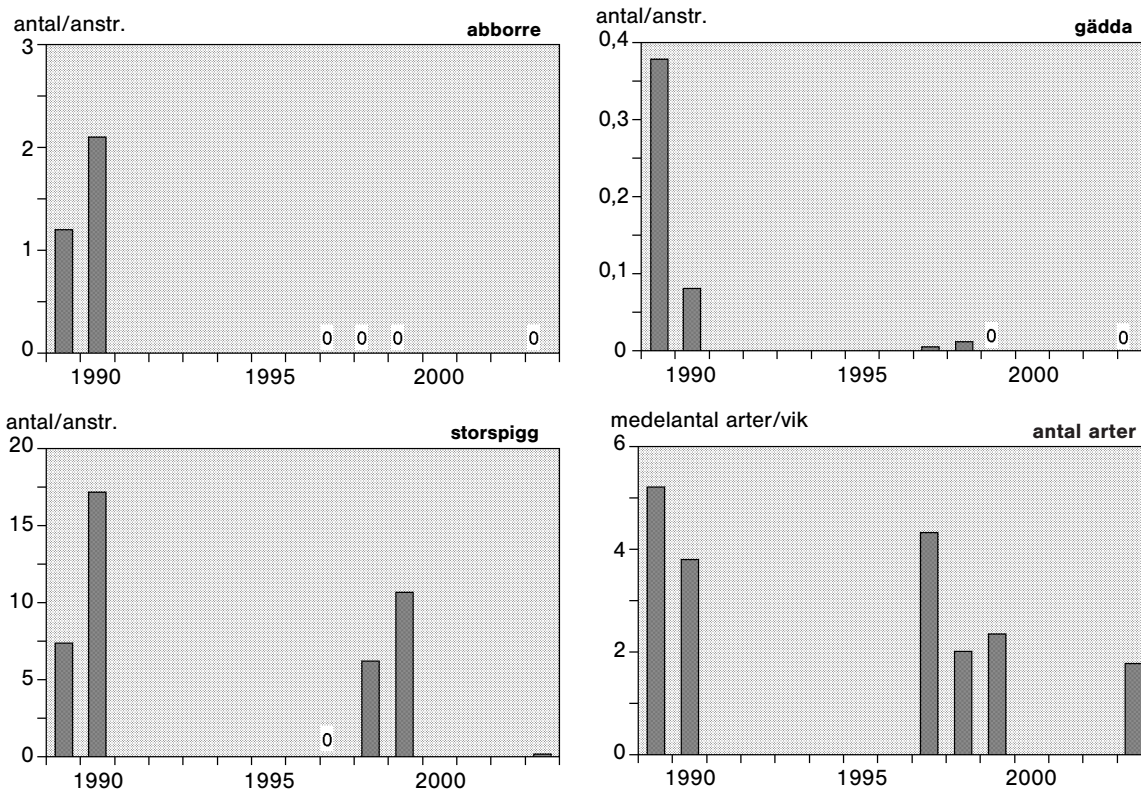 antal/anstr.
abborre
3
2
1
0
0 0 0 0
1990 1995 2000
antal/anstr.
gädda
0,4
0,3
0,2
0,1
0
0 0
1990 1995 2000
antal/anstr.
storspigg
20
15
10
5
0
0
1990 1995 2000
medelantal arter/vik
antal arter
6
4
2
0
1990 1995 2000